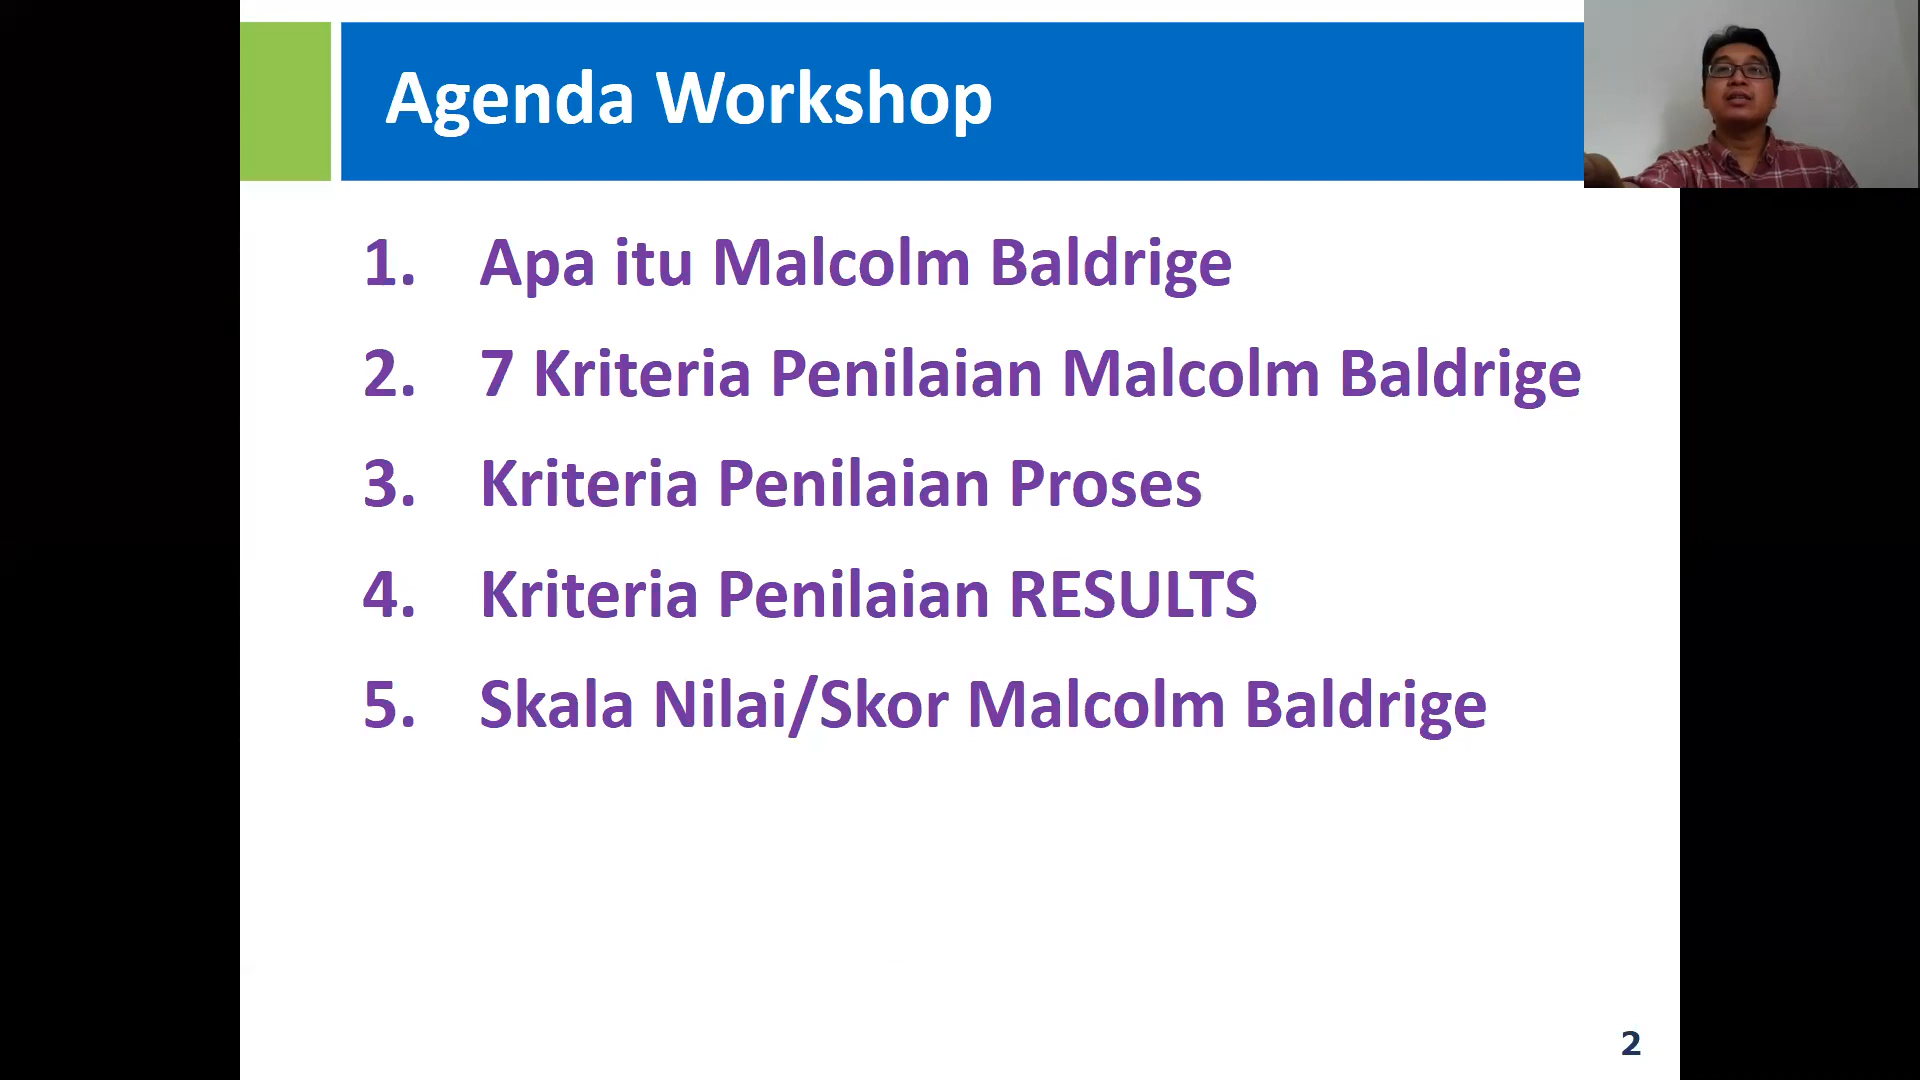 Agenda Workshop
1. Apa itu Malcolm Baldrige
2. 7 Kriteria Penilaian Malcolm Baldrige
3. Kriteria Penilaian Proses
4. Kriteria Penilaian RESULTS
5. Skala Nilai/Skor Malcolm Baldrige
2